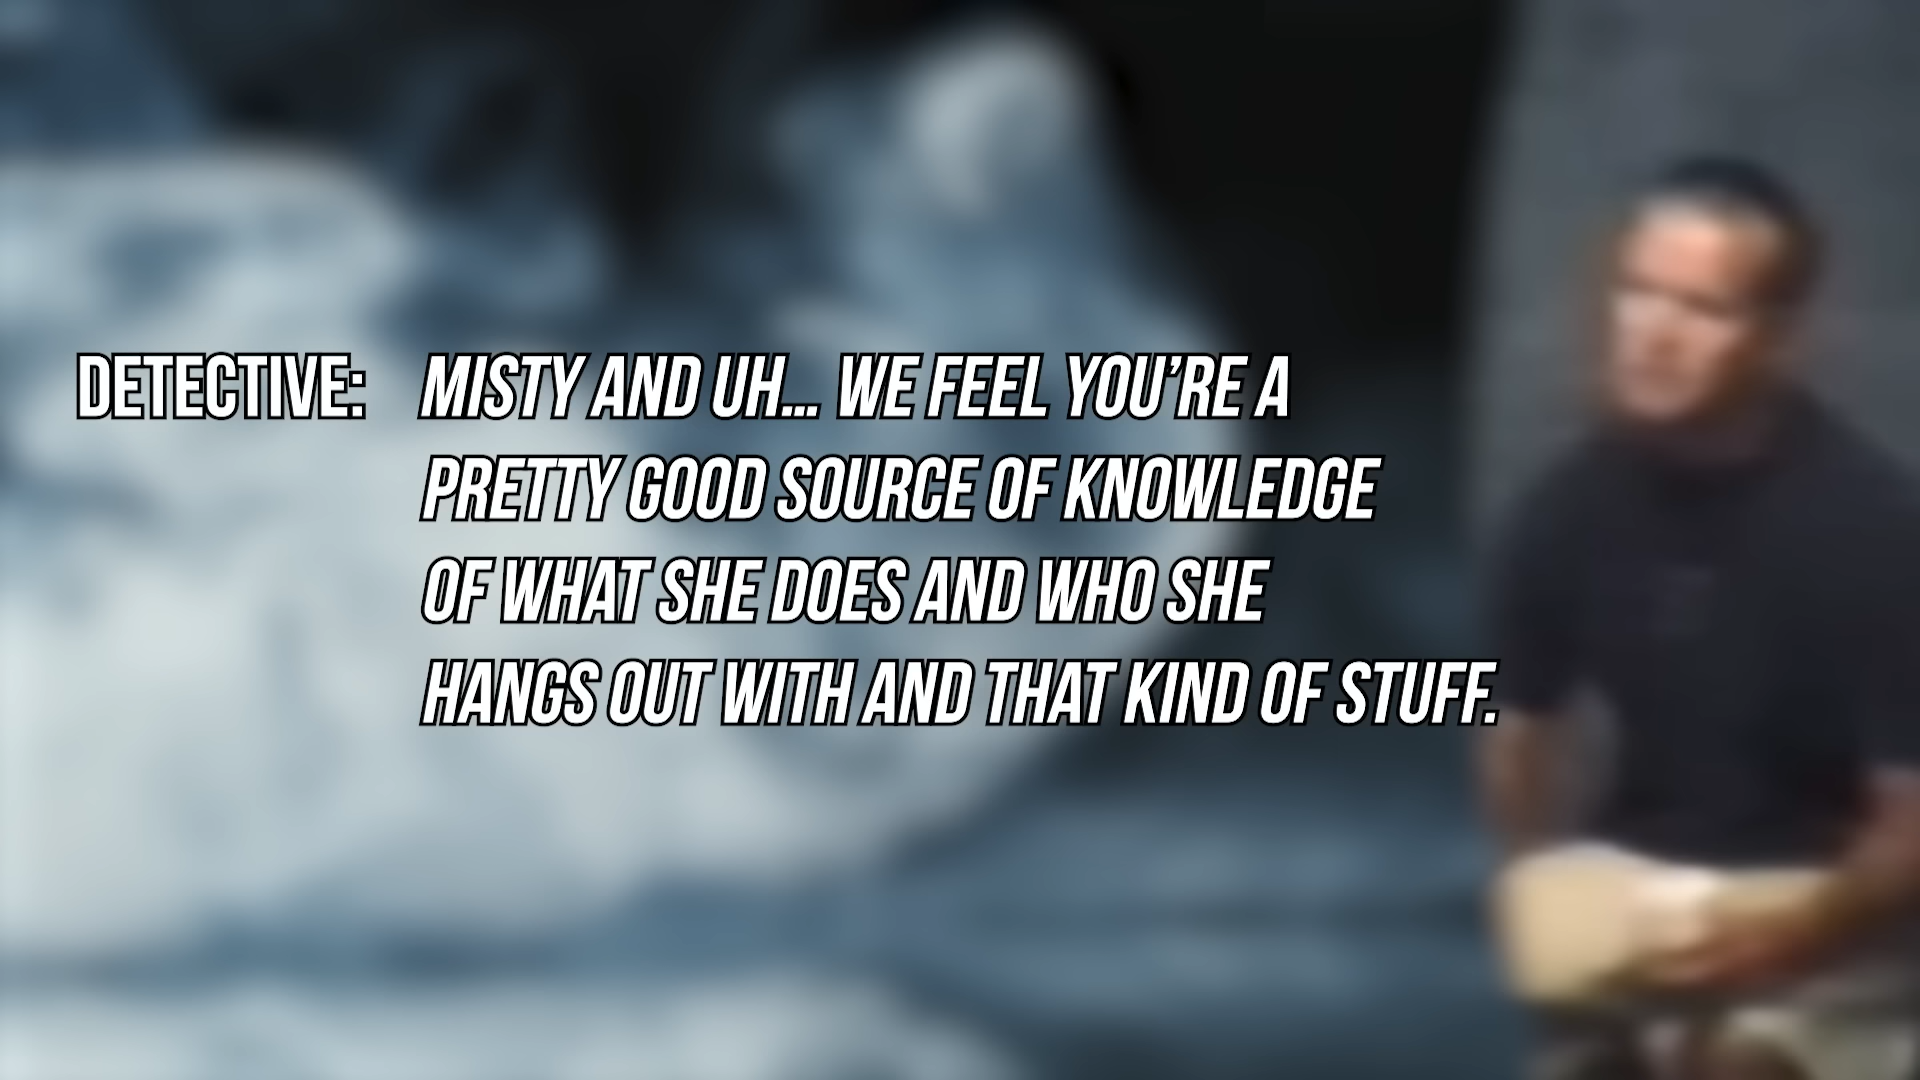 DETECTIVE: MISTY AND UH... WE FEEL YOU'RE A
PRETTY GOOD SOURCE OF KNOWLEDGE
OF WHAT SHE DOES AND WHO SHE
HANGS OUT WITH AND THAT KIND OF STUFF.